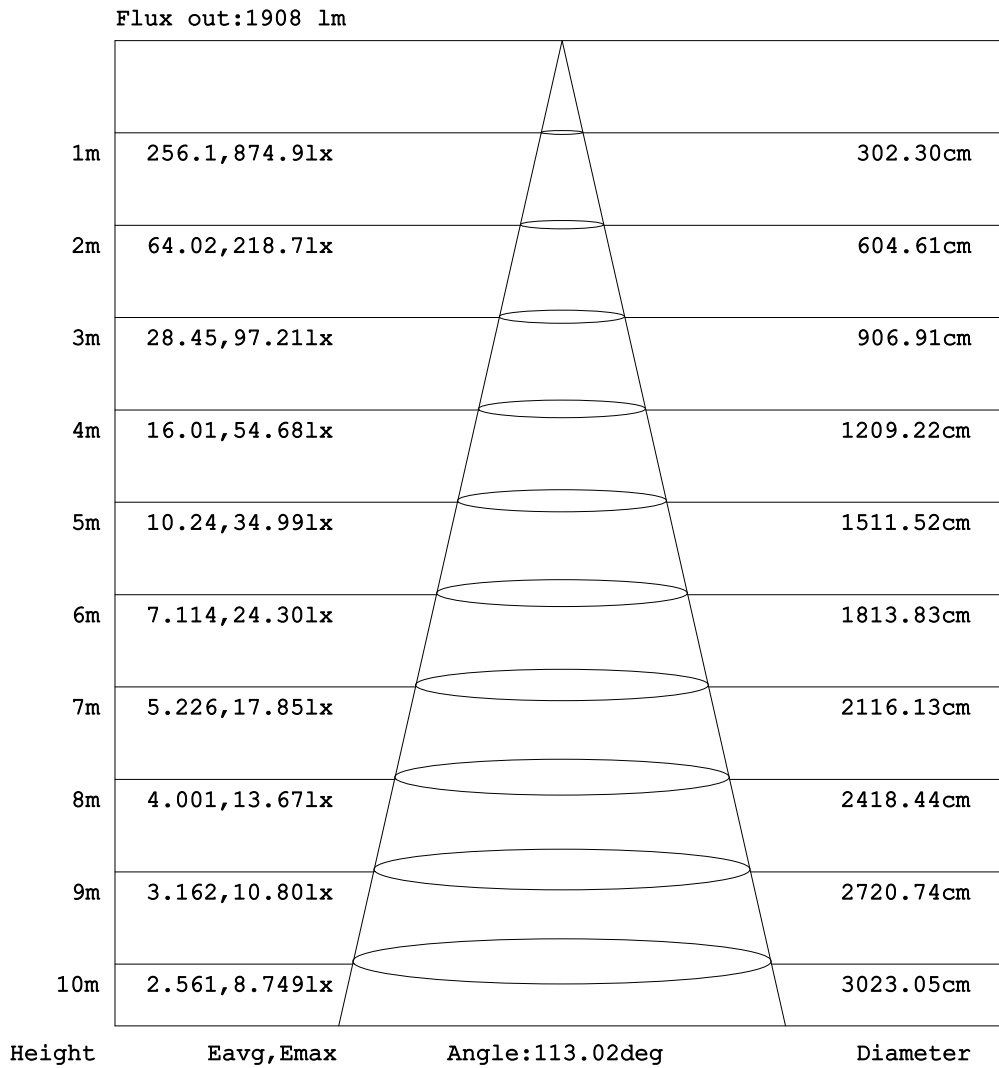 Flux out:1908 lm
1m 256.1,874.9lx 302.30cm
2m 64.02,218.7lx 604.61cm
3m 28.45,97.21lx 906.91cm
4m 16.01,54.68lx 1209.22cm
5m 10.24,34.99lx 1511.52cm
6m 7.114,24.30lx 1813.83cm
7m 5.226,17.85lx 2116.13cm
8m 4.001,13.67lx 2418.44cm
9m 3.162,10.80lx 2720.74cm
10m 2.561,8.749lx 3023.05cm
Height Eavg,Emax Angle:113.02deg Diameter